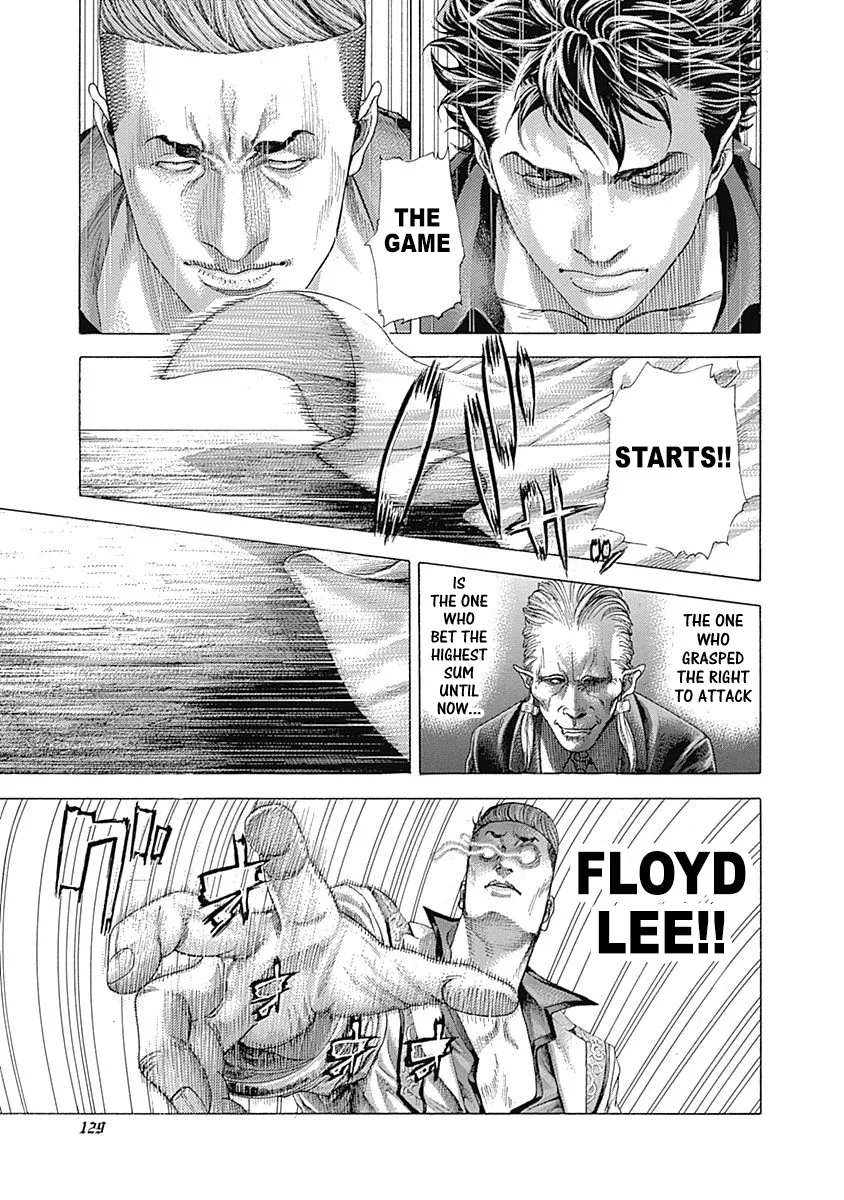 THE
GAME
STARTS!!
THE ONE
WHO
GRASPED
THE RIGHT
TO ATTACK
IS
THE ONE
WHO
BET THE
HIGHEST
SUM
UNTIL
NOW...
FLOYD
LEE!!
129